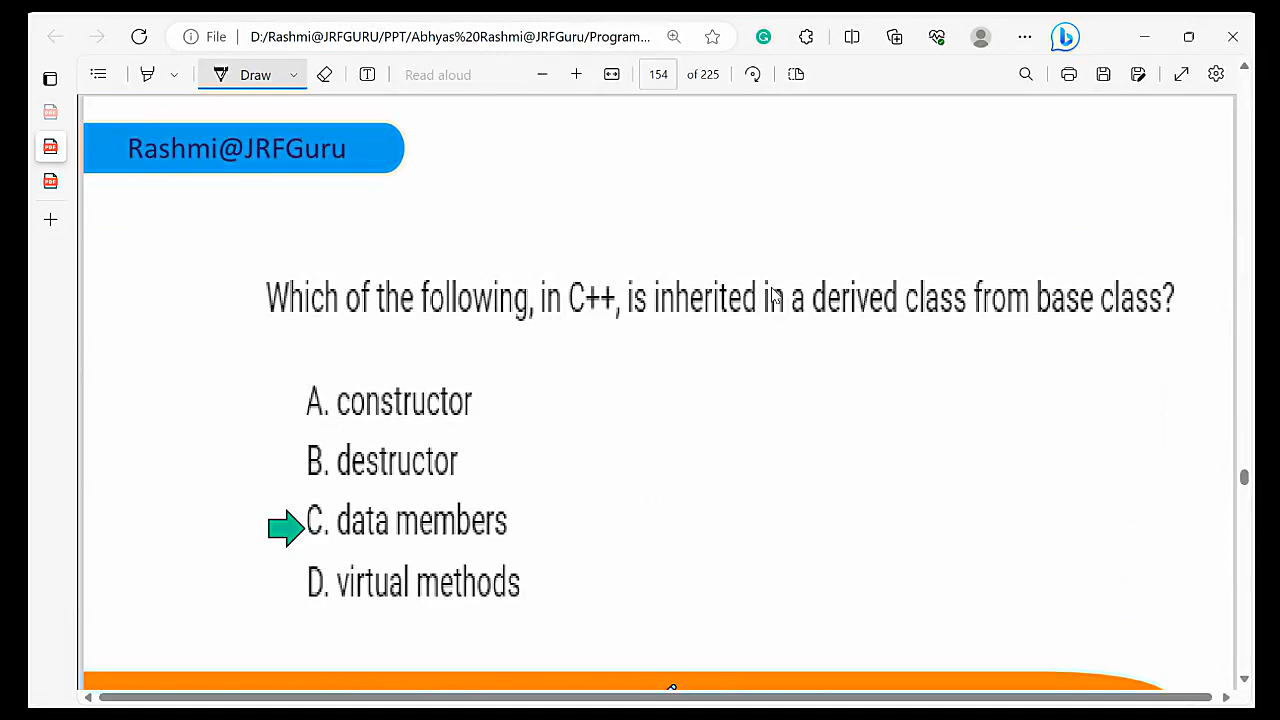 File D:/Rashmi@JRFGURU/PPT/Abhyas%20Rashmi@JRFGuru/Program...
Draw Read aloud 154 of 225
Rashmi@JRFGuru
Which of the following, in C++, is inherited in a derived class from base class?
A. constructor
B. destructor
C. data members
D. virtual methods